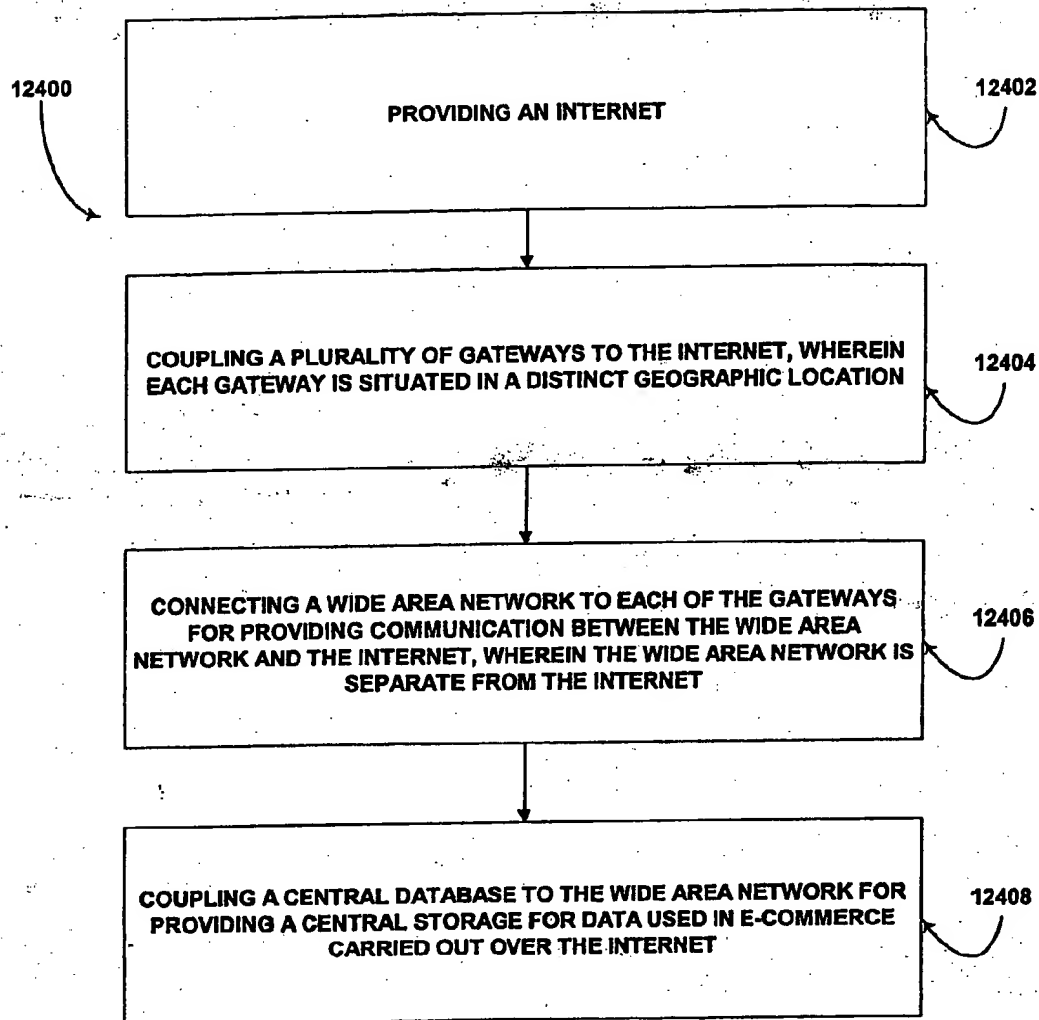 12400
PROVIDING AN INTERNET
12402
COUPLING A PLURALITY OF GATEWAYS TO THE INTERNET, WHEREIN
EACH GATEWAY IS SITUATED IN A DISTINCT GEOGRAPHIC LOCATION
12404
CONNECTING A WIDE AREA NETWORK TO EACH OF THE GATEWAYS
FOR PROVIDING COMMUNICATION BETWEEN THE WIDE AREA
NETWORK AND THE INTERNET, WHEREIN THE WIDE AREA NETWORK IS
SEPARATE FROM THE INTERNET
12406
COUPLING A CENTRAL DATABASE TO THE WIDE AREA NETWORK FOR
PROVIDING A CENTRAL STORAGE FOR DATA USED IN E-COMMERCE
CARRIED OUT OVER THE INTERNET
12408